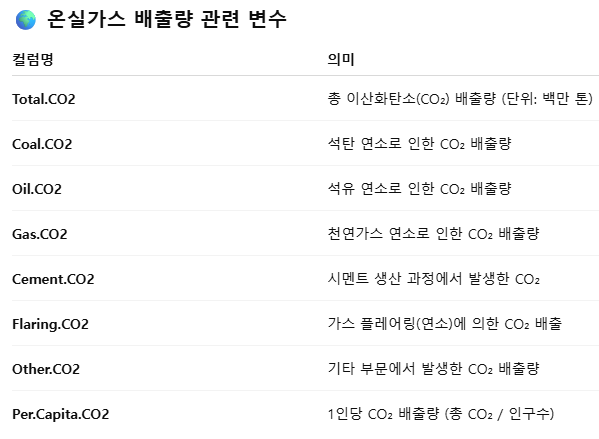 🌍 온실가스 배출량 관련 변수
컬럼명 의미
Total.CO2 총 이산화탄소(CO₂) 배출량 (단위: 백만 톤)
Coal.CO2 석탄 연소로 인한 CO₂ 배출량
Oil.CO2 석유 연소로 인한 CO₂ 배출량
Gas.CO2 천연가스 연소로 인한 CO₂ 배출량
Cement.CO2 시멘트 생산 과정에서 발생한 CO₂
Flaring.CO2 가스 플레어링(연소)에 의한 CO₂ 배출
Other.CO2 기타 부문에서 발생한 CO₂ 배출량
Per.Capita.CO2 1인당 CO₂ 배출량 (총 CO₂ / 인구수)